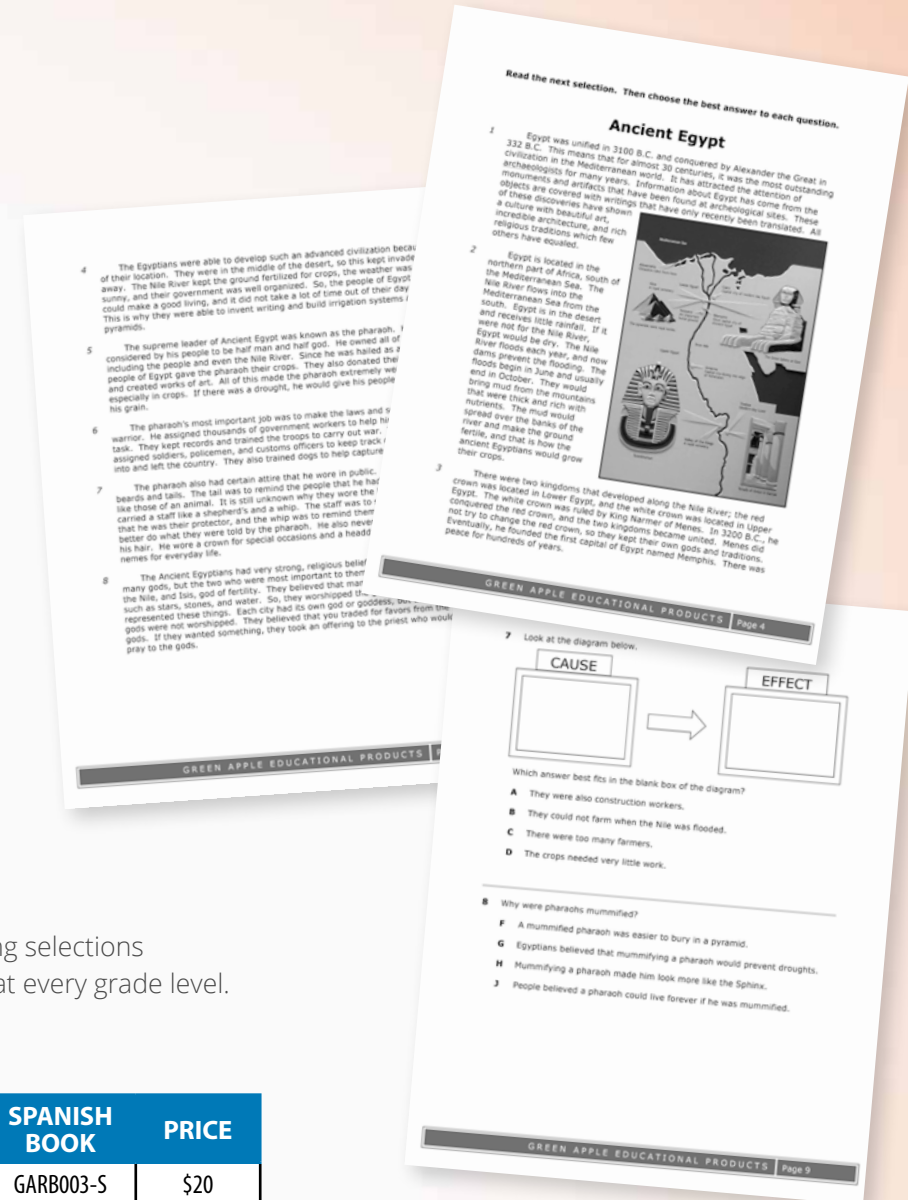 Read the next selection.  Then choose the best answer to each question.
Ancient Egypt
1 Egypt was unified in 3100 B.C. and conquered by Alexander the Great in
332 B.C.  This means that for almost 30 centuries, it was the most outstanding
civilization in the Mediterranean world.  It has attracted the attention of
archaeologists for many years.  Information about Egypt has come from the
monuments and artifacts that have been found at archeological sites.  These
objects are covered with writings that have only recently been translated.  All
of these discoveries have shown
a culture with beautiful art,
incredible architecture, and rich
religious traditions which few
others have equaled.
2 Egypt is located in the
northern part of Africa, south of
the Mediterranean Sea.  The
Nile River flows into the
Mediterranean Sea from the
south.  Egypt is in the desert
and receives little rainfall.  If it
were not for the Nile River,
Egypt would be dry.  The Nile
River floods each year, and now
dams prevent the flooding.  The
floods begin in June and usually
end in October.  They would
bring mud from the mountains
that were thick and rich with
nutrients.  The mud would
spread over the banks of the
river and make the ground
fertile, and that is how the
ancient Egyptians would grow
their crops.
3 There were two kingdoms that developed along the Nile River; the red
crown was located in Lower Egypt, and the white crown was located in Upper
Egypt.  The white crown was ruled by King Narmer of Menes.  In 3200 B.C., he
conquered the red crown, and the two kingdoms became united.  Menes did
not try to change the red crown, so they kept their own gods and traditions.
Eventually, he founded the first capital of Egypt named Memphis.  There was
peace for hundreds of years.
GREEN APPLE EDUCATIONAL PRODUCTS | Page 4
4 The Egyptians were able to develop such an advanced civilization
of their location.  They were in the middle of the desert, so this kept
away.  The Nile River kept the ground fertilized for crops, the weather was
sunny, and their government was well organized.  So, the people of Egypt
could make a good living, and it did not take a lot of time out of their day
This is why they were able to invent writing and build irrigation systems
pyramids.
5 The supreme leader of Ancient Egypt was known as the pharaoh.
considered by his people to be half man and half god.  He owned all of
including the people and even the Nile River.  Since he was hailed as a
people of Egypt gave the pharaoh their crops.  They also donated
and created works of art.  All of this made the pharaoh extremely
especially in crops.  If there was a drought, he would give his people
his grain.
6 The pharaoh's most important job was to make the laws and
warrior.  He assigned thousands of government workers to help
task.  They kept records and trained the troops to carry out war.
assigned soldiers, policemen, and customs officers to keep track
into and left the country.  They also trained dogs to help capture
7 The pharaoh also had certain attire that he wore in public.
beards and tails.  The tail was to remind the people that he had
like those of an animal.  It is still unknown why they wore the
carried a staff like a shepherd's and a whip.  The staff was to
that he was their protector, and the whip was to remind them
better do what they were told by the pharaoh.  He also never
his hair.  He wore a crown for special occasions and a
nemes for everyday life.
8 The Ancient Egyptians had very strong, religious
many gods, but the two who were most important to them
the Nile, and Isis, god of fertility.  They believed that
such as stars, stones, and water.  So, they worshipped
represented these things.  Each city had its own god or goddess,
gods were not worshipped.  They believed that you traded for favors from the
gods.  If they wanted something, they took an offering to the priest who would
pray to the gods.
GREEN APPLE EDUCATIONAL PRODUCTS
7 Look at the diagram below.
CAUSE
EFFECT
Which answer best fits in the blank box of the diagram?
A They were also construction workers.
B They could not farm when the Nile was flooded.
C There were too many farmers.
D The crops needed very little work.
8 Why were pharaohs mummified?
F A mummified pharaoh was easier to bury in a pyramid.
G Egyptians believed that mummifying a pharaoh would prevent droughts.
H Mummifying a pharaoh made him look more like the Sphinx.
J People believed a pharaoh could live forever if he was mummified.
GREEN APPLE EDUCATIONAL PRODUCTS | Page 9
selections
at every grade level.
SPANISH BOOK PRICE
GARB003-S $20